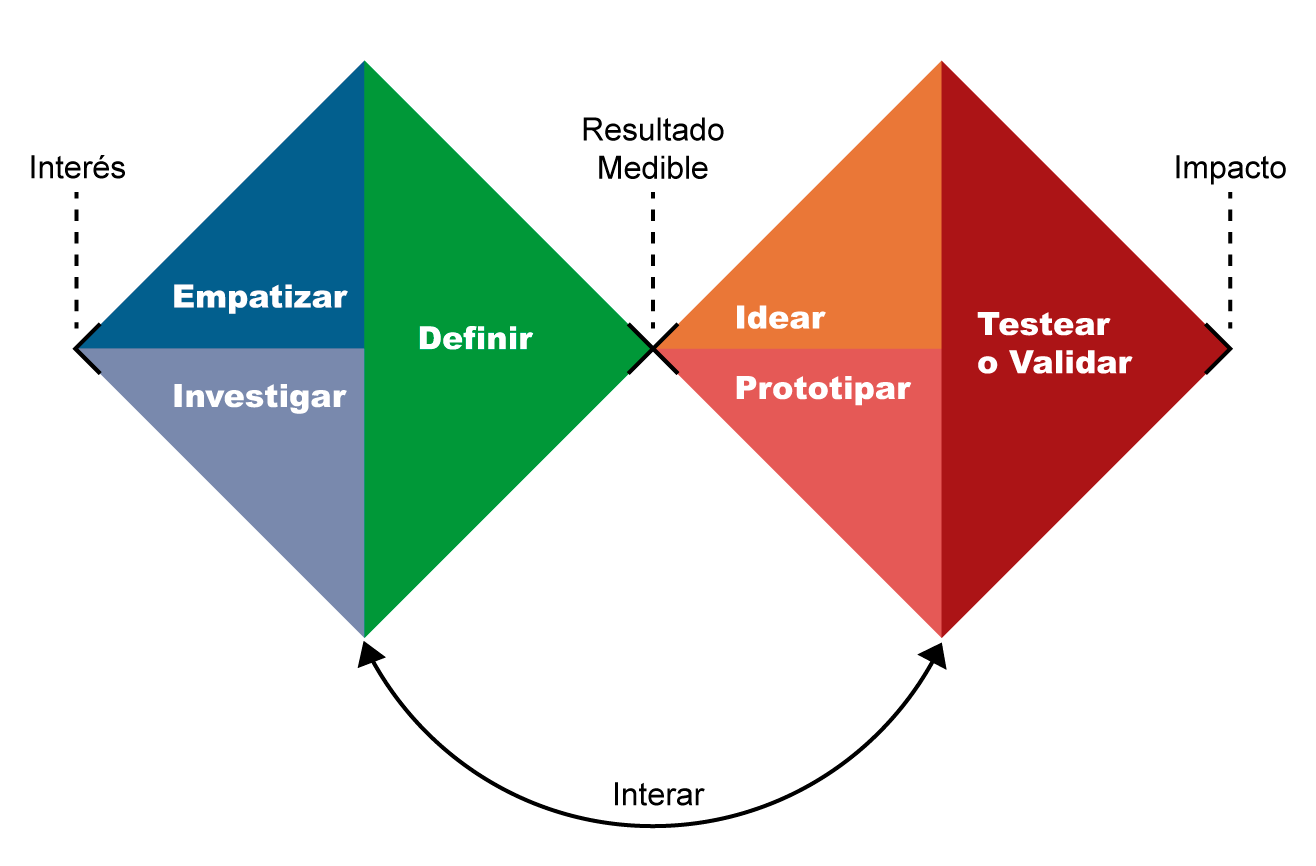 Interés
Resultado
Medible
Impacto
Empatizar
Investigar
Definir
Idear
Prototipar
Testear
o Validar
Interar